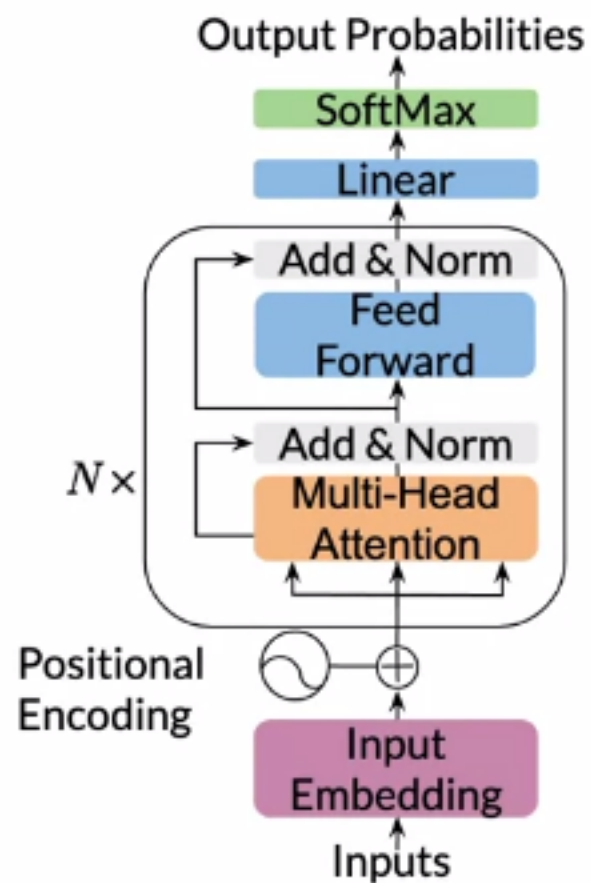 Output Probabilities
SoftMax
Linear
Add & Norm
Feed
Forward
Add & Norm
N×
Multi-Head
Attention
Positional
Encoding
Input
Embedding
Inputs